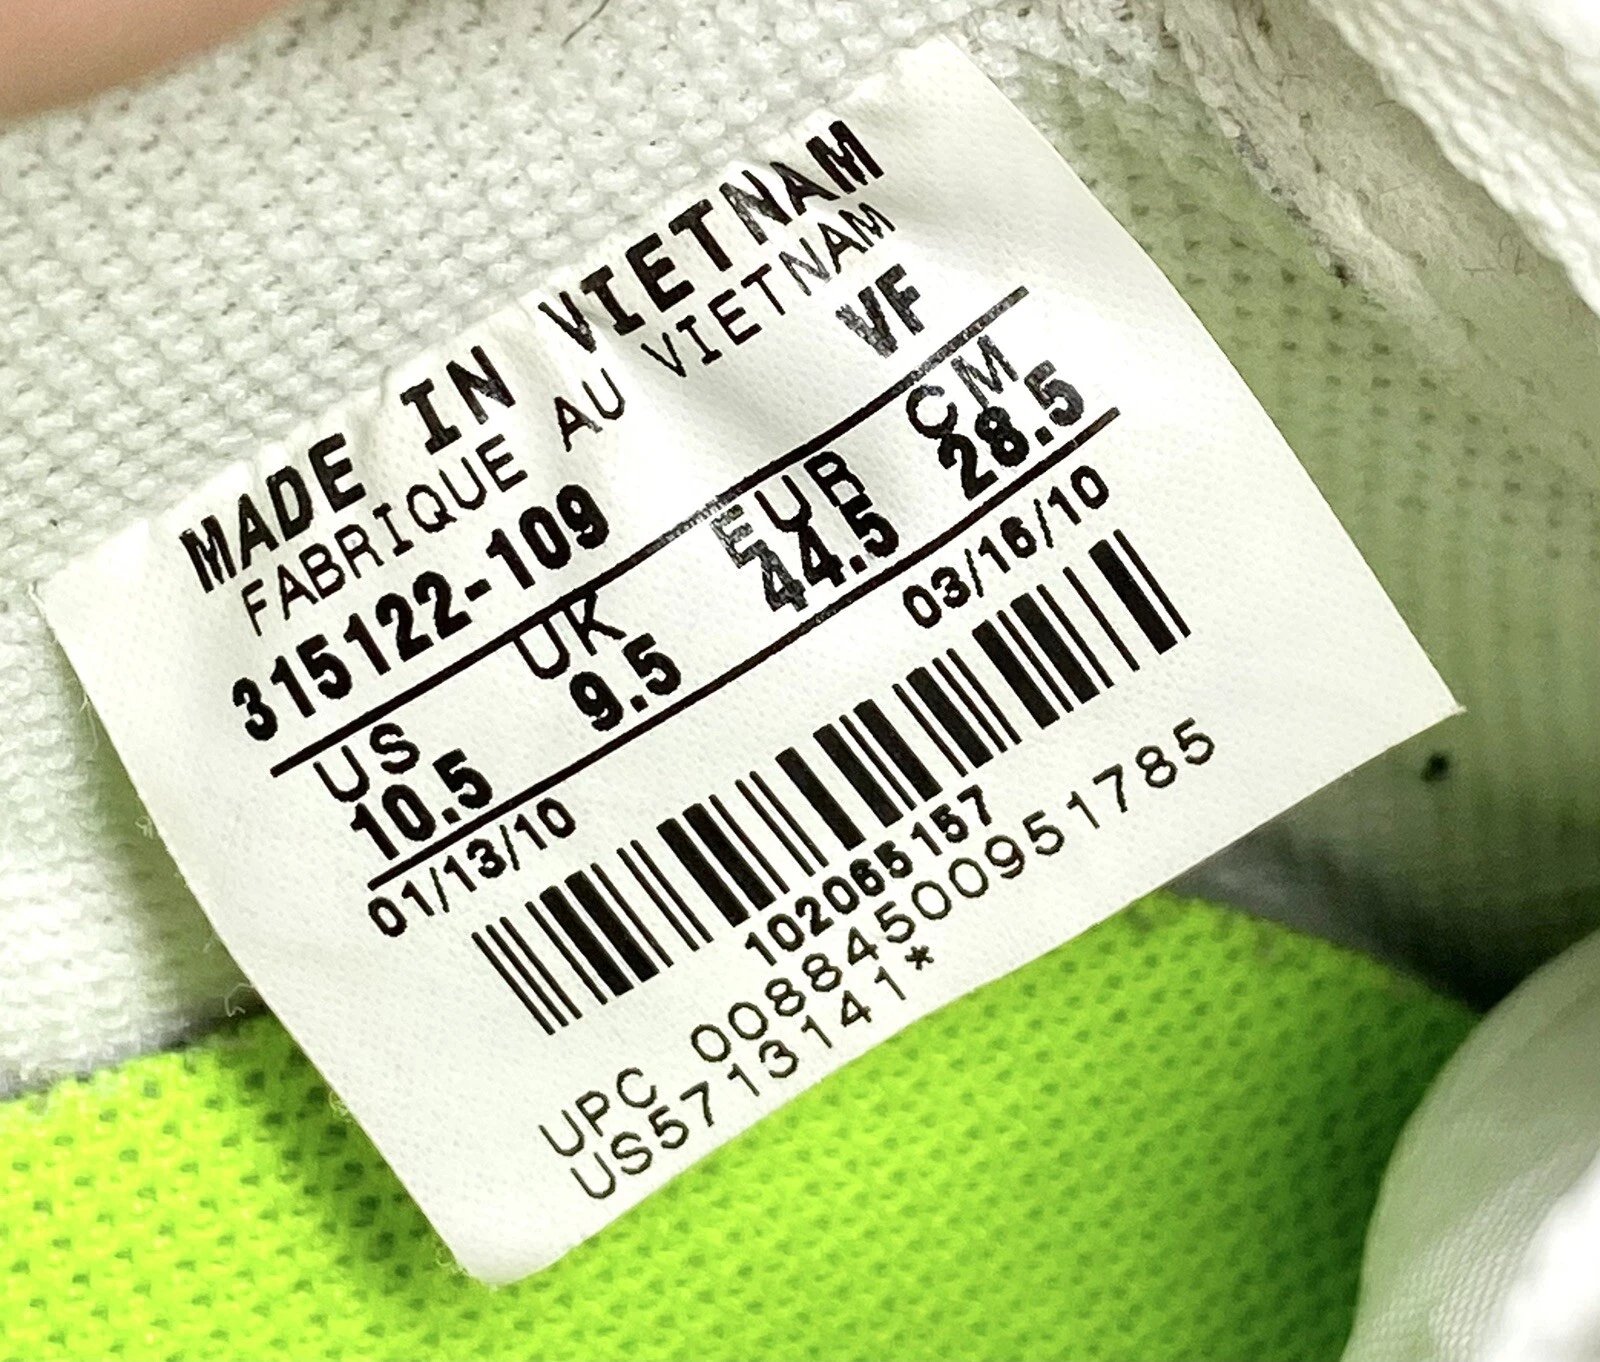 MADE IN VIETNAM
FABRIQUE AU VIETNAM
315122-109 VF
US UK EUR CM
10.5 9.5 44.5 28.5
01/13/10 03/16/10
102065157
UPC 00884500951785
US5713141*